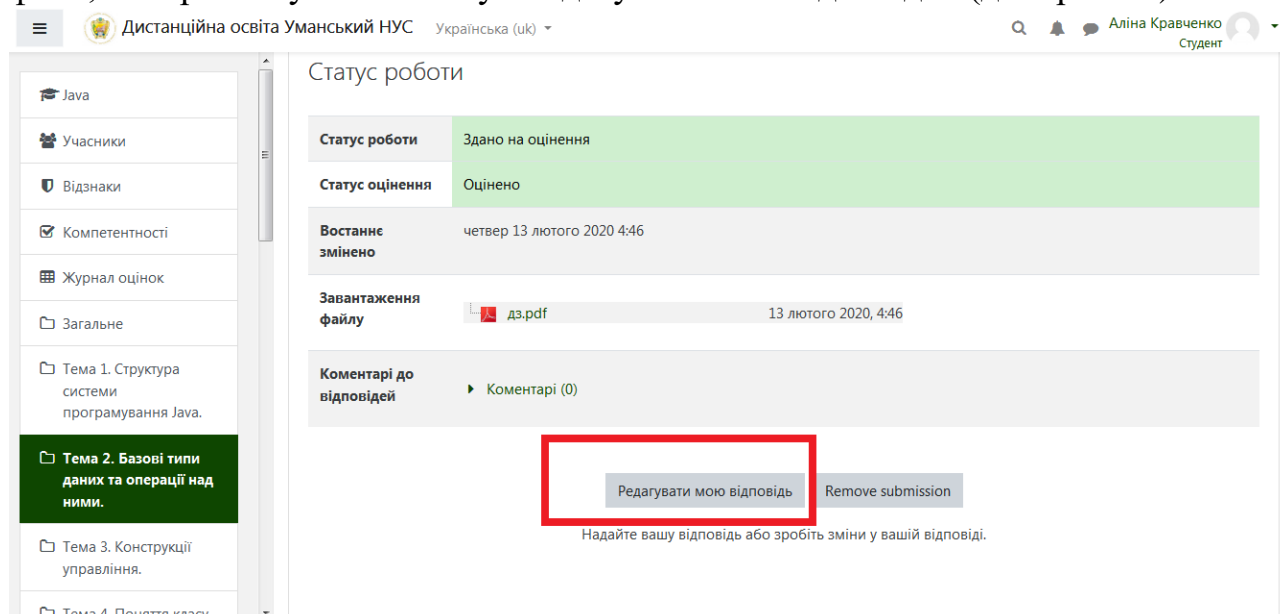 Дистанційна освіта Уманський НУС Українська (uk)
Аліна Кравченко
Студент
Java
Учасники
Відзнаки
Компетентності
Журнал оцінок
Загальне
Тема 1. Структура
системи
програмування Java.
Тема 2. Базові типи
даних та операції над
ними.
Тема 3. Конструкції
управління.
Статус роботи
Статус роботи Здано на оцінення
Статус оцінення Оцінено
Востаннє
змінено
четвер 13 лютого 2020 4:46
Завантаження
файлу
дз.pdf 13 лютого 2020, 4:46
Коментарі до
відповідей
Коментарі (0)
Редагувати мою відповідь Remove submission
Надайте вашу відповідь або зробіть зміни у вашій відповіді.